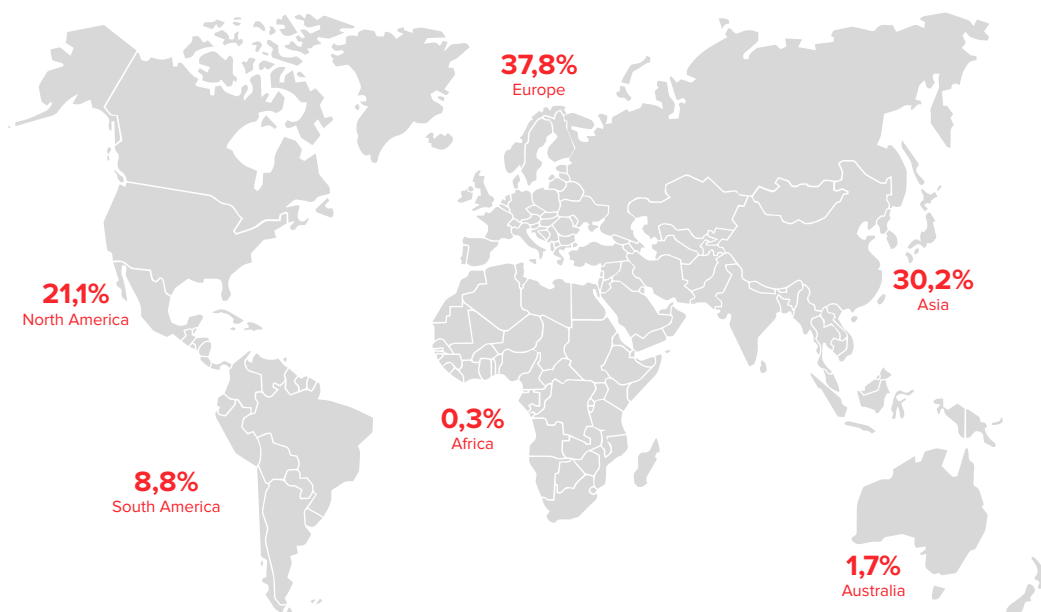 37,8%
Europe
21,1%
North America
30,2%
Asia
0,3%
Africa
8,8%
South America
1,7%
Australia